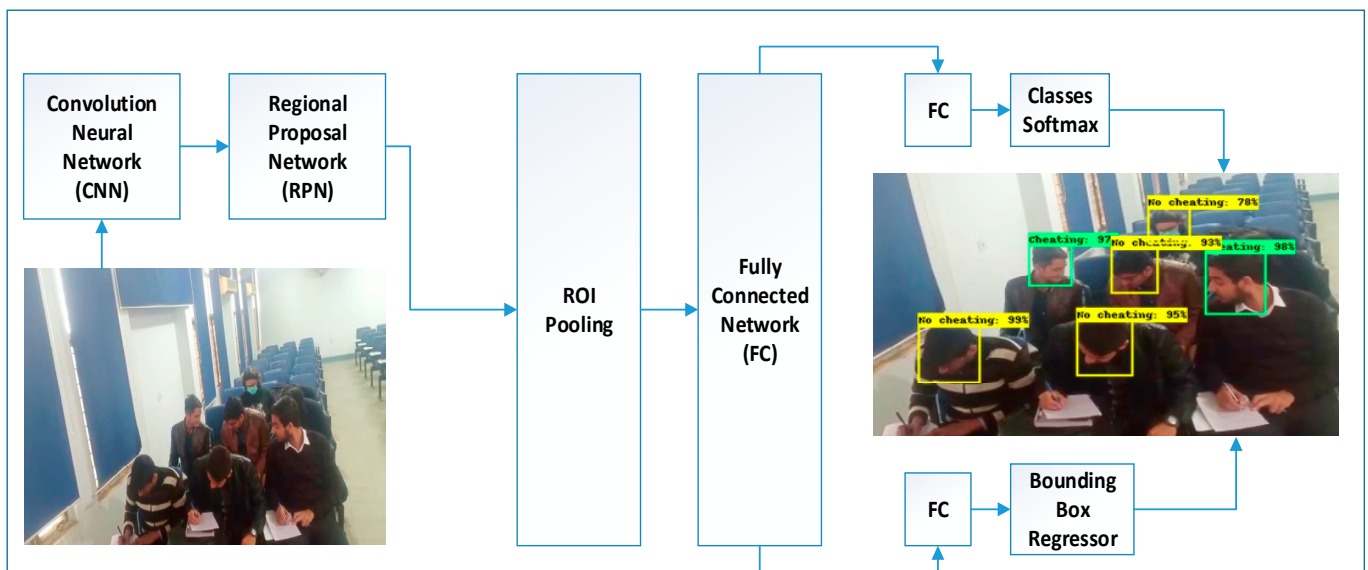 Convolution
Neural
Network
(CNN)
Regional
Proposal
Network
(RPN)
ROI
Pooling
Fully
Connected
Network
(FC)
FC
Classes
Softmax
No cheating: 78%
Cheating: 97
No cheating: 93%
eating: 98%
No cheating: 99%
No cheating: 95%
FC
Bounding
Box
Regressor